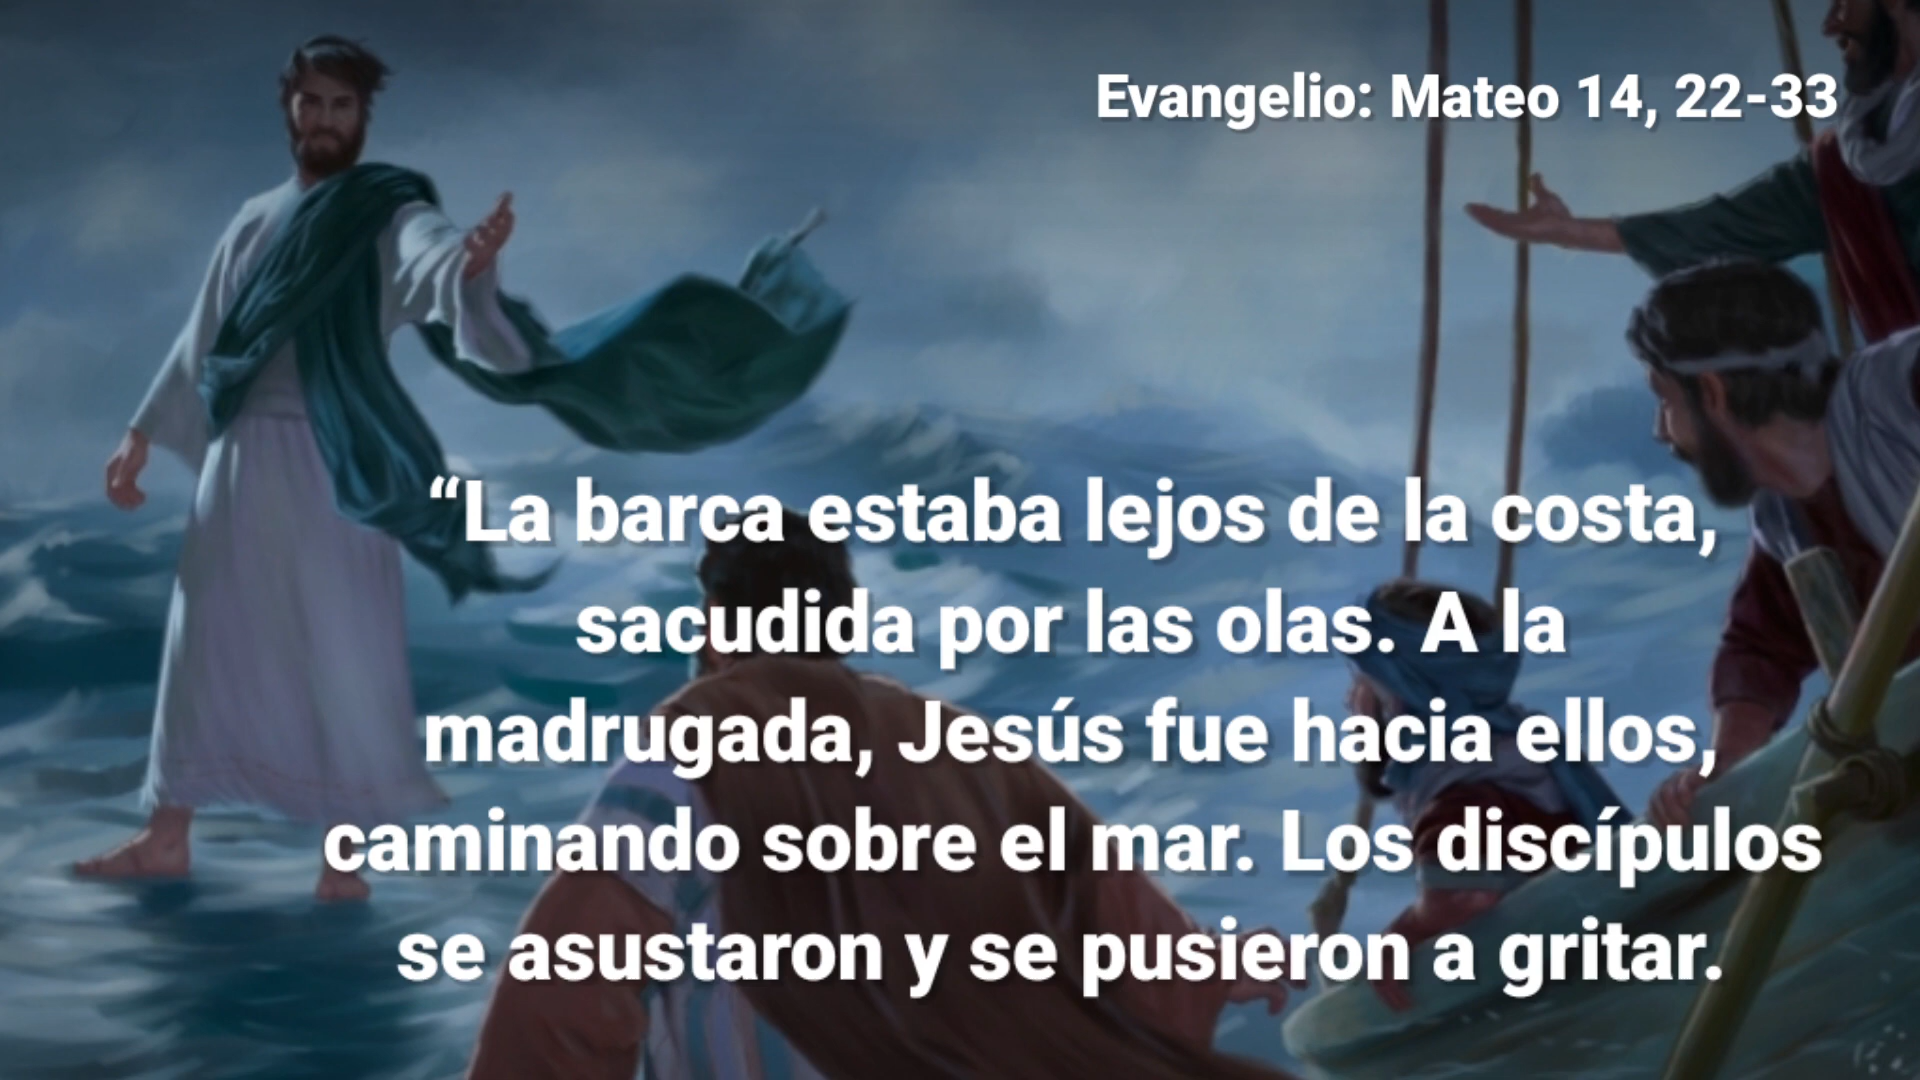 Evangelio: Mateo 14, 22-33
“La barca estaba lejos de la costa,
sacudida por las olas. A la
madrugada, Jesús fue hacia ellos,
caminando sobre el mar. Los discípulos
se asustaron y se pusieron a gritar.